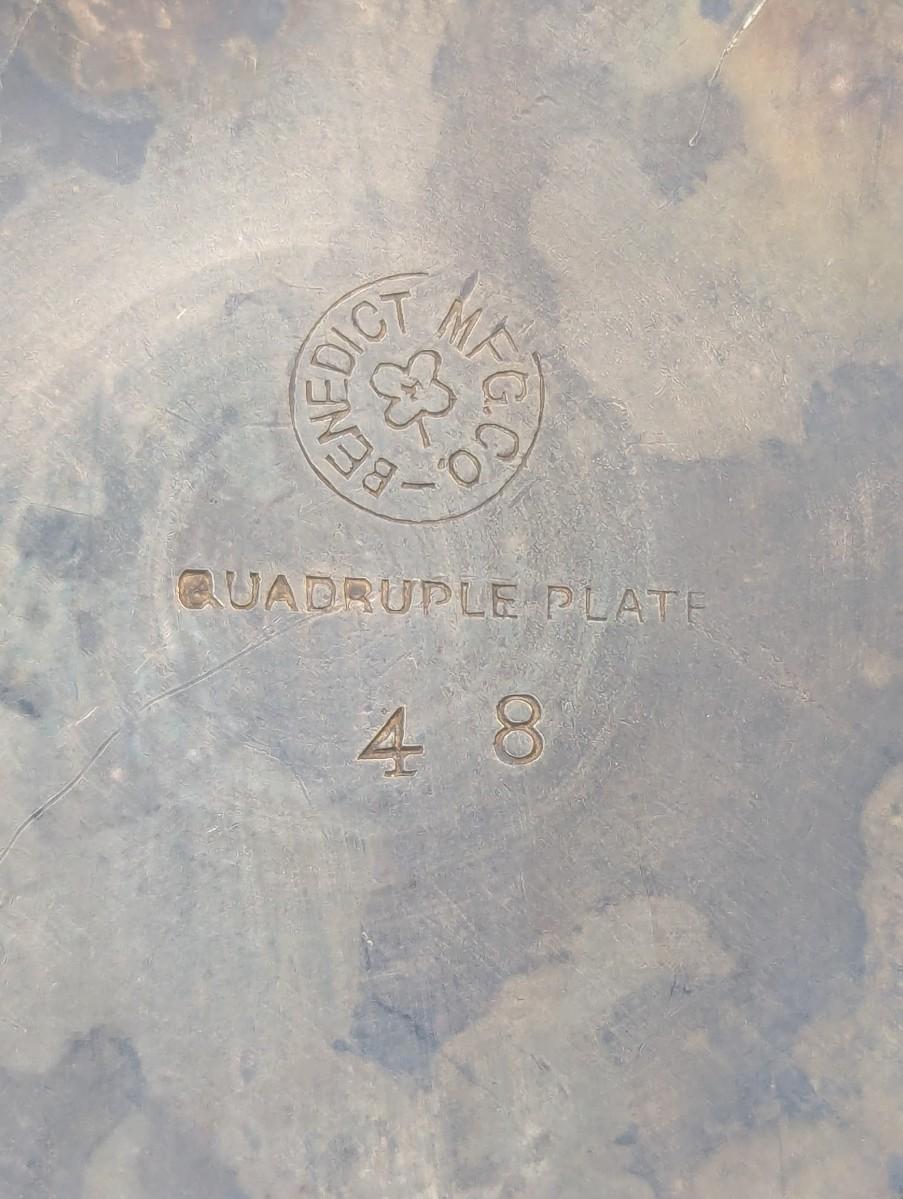 BENEDICT MFG. CO. –
QUADRUPLE PLATE
4 8